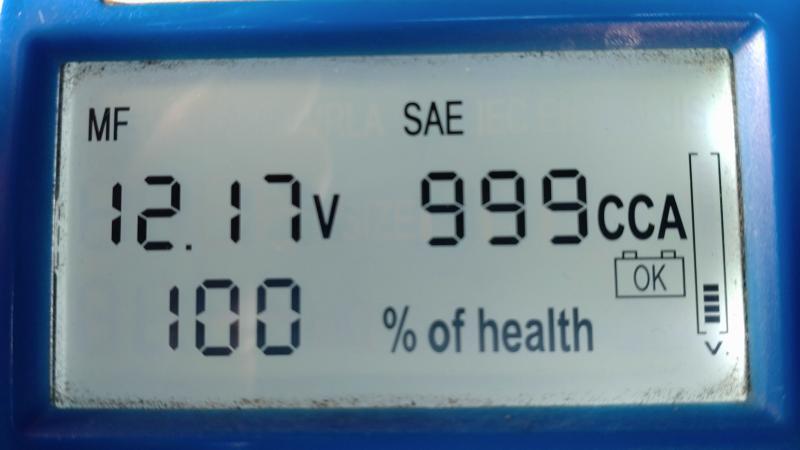 MF SAE
12.17V 999CCA
OK
100 % of health